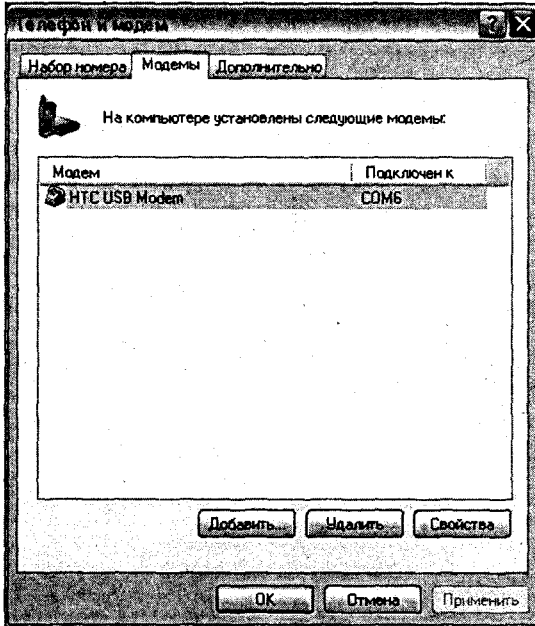 Телефон и модем
Набор номера Модемы Дополнительно
На компьютере установлены следующие модемы:
Модем Подключен к
HTC USB Modem COM6
Добавить... Удалить Свойства
OK Отмена Применить